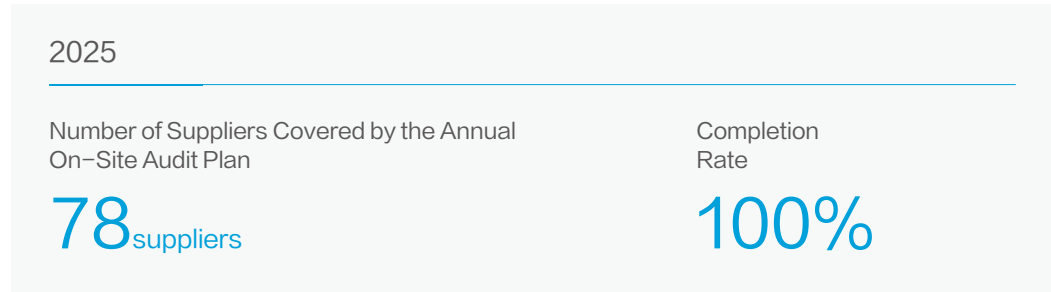 2025
Number of Suppliers Covered by the Annual
On-Site Audit Plan
78suppliers
Completion
Rate
100%